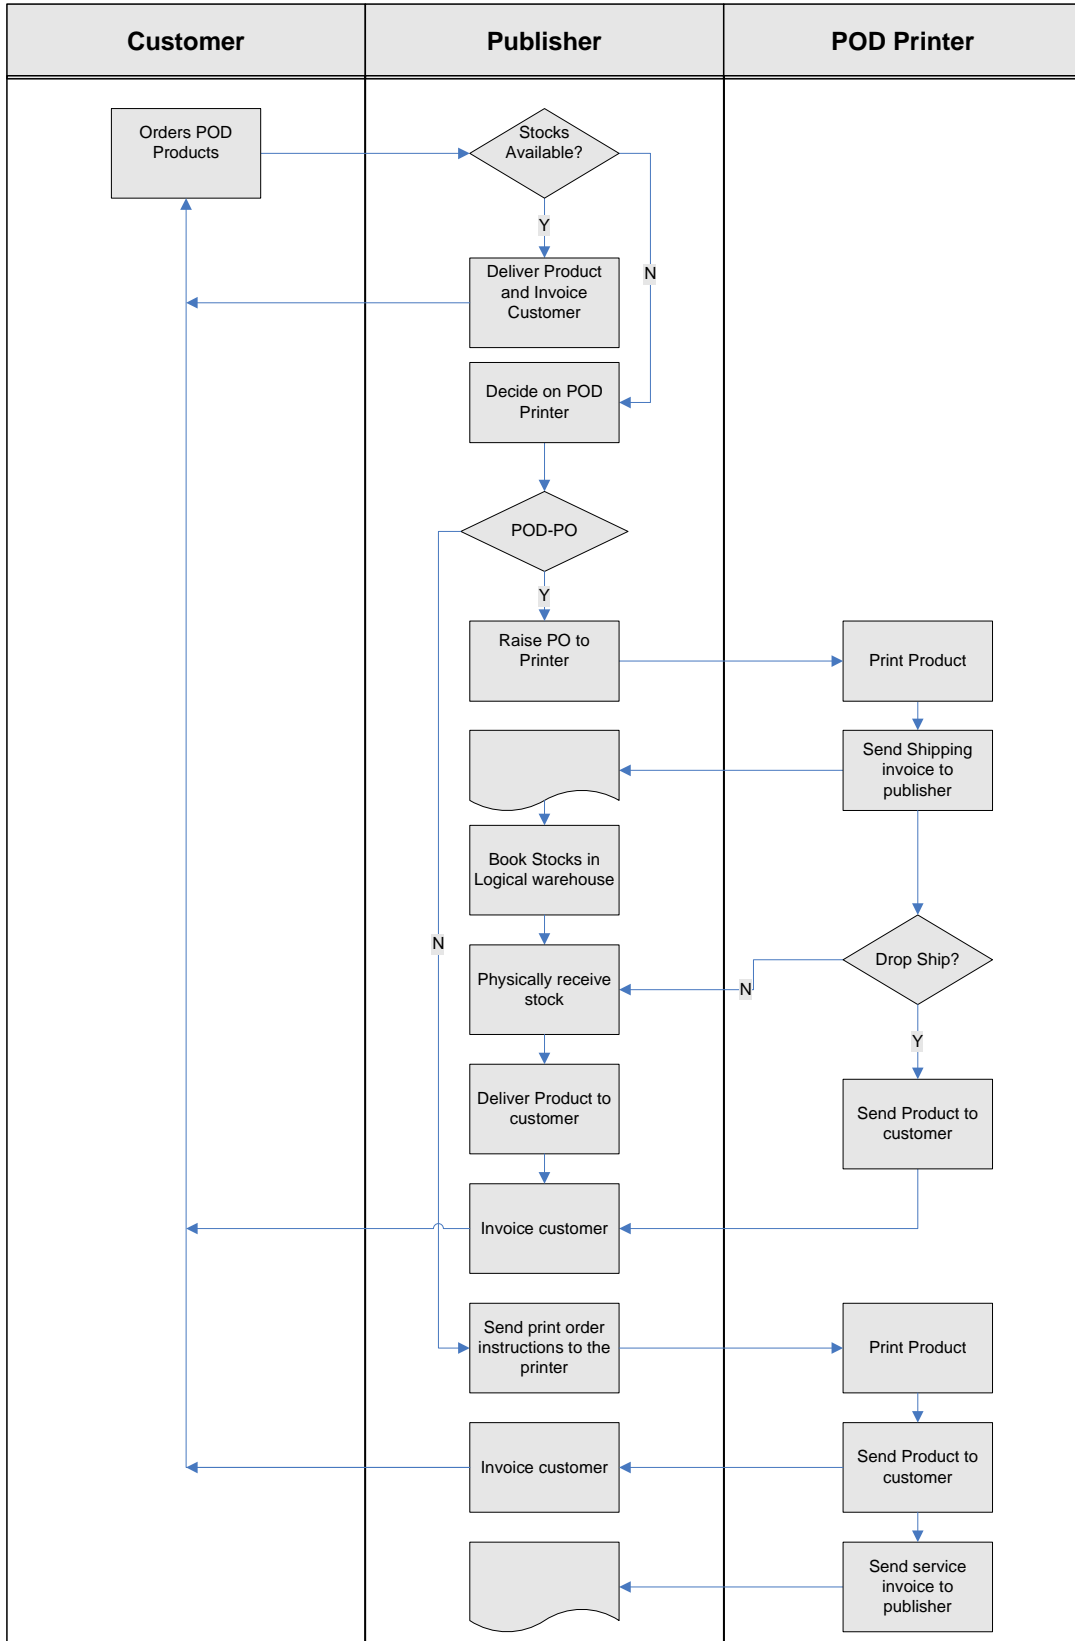 Customer
Publisher
POD Printer
Orders POD
Products
Stocks
Available?
Y
N
Deliver Product
and Invoice
Customer
Decide on POD
Printer
POD-PO
Y
Raise PO to
Printer
Print Product
Send Shipping
invoice to
publisher
Book Stocks in
Logical warehouse
N
Drop Ship?
Physically receive
stock
N
Y
Deliver Product to
customer
Send Product to
customer
Invoice customer
Send print order
instructions to the
printer
Print Product
Invoice customer
Send Product to
customer
Send service
invoice to
publisher